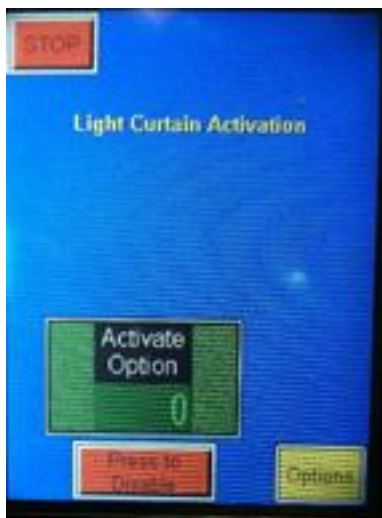 STOP
Light Curtain Activation
Activate
Option
0
Press to
Disable
Options